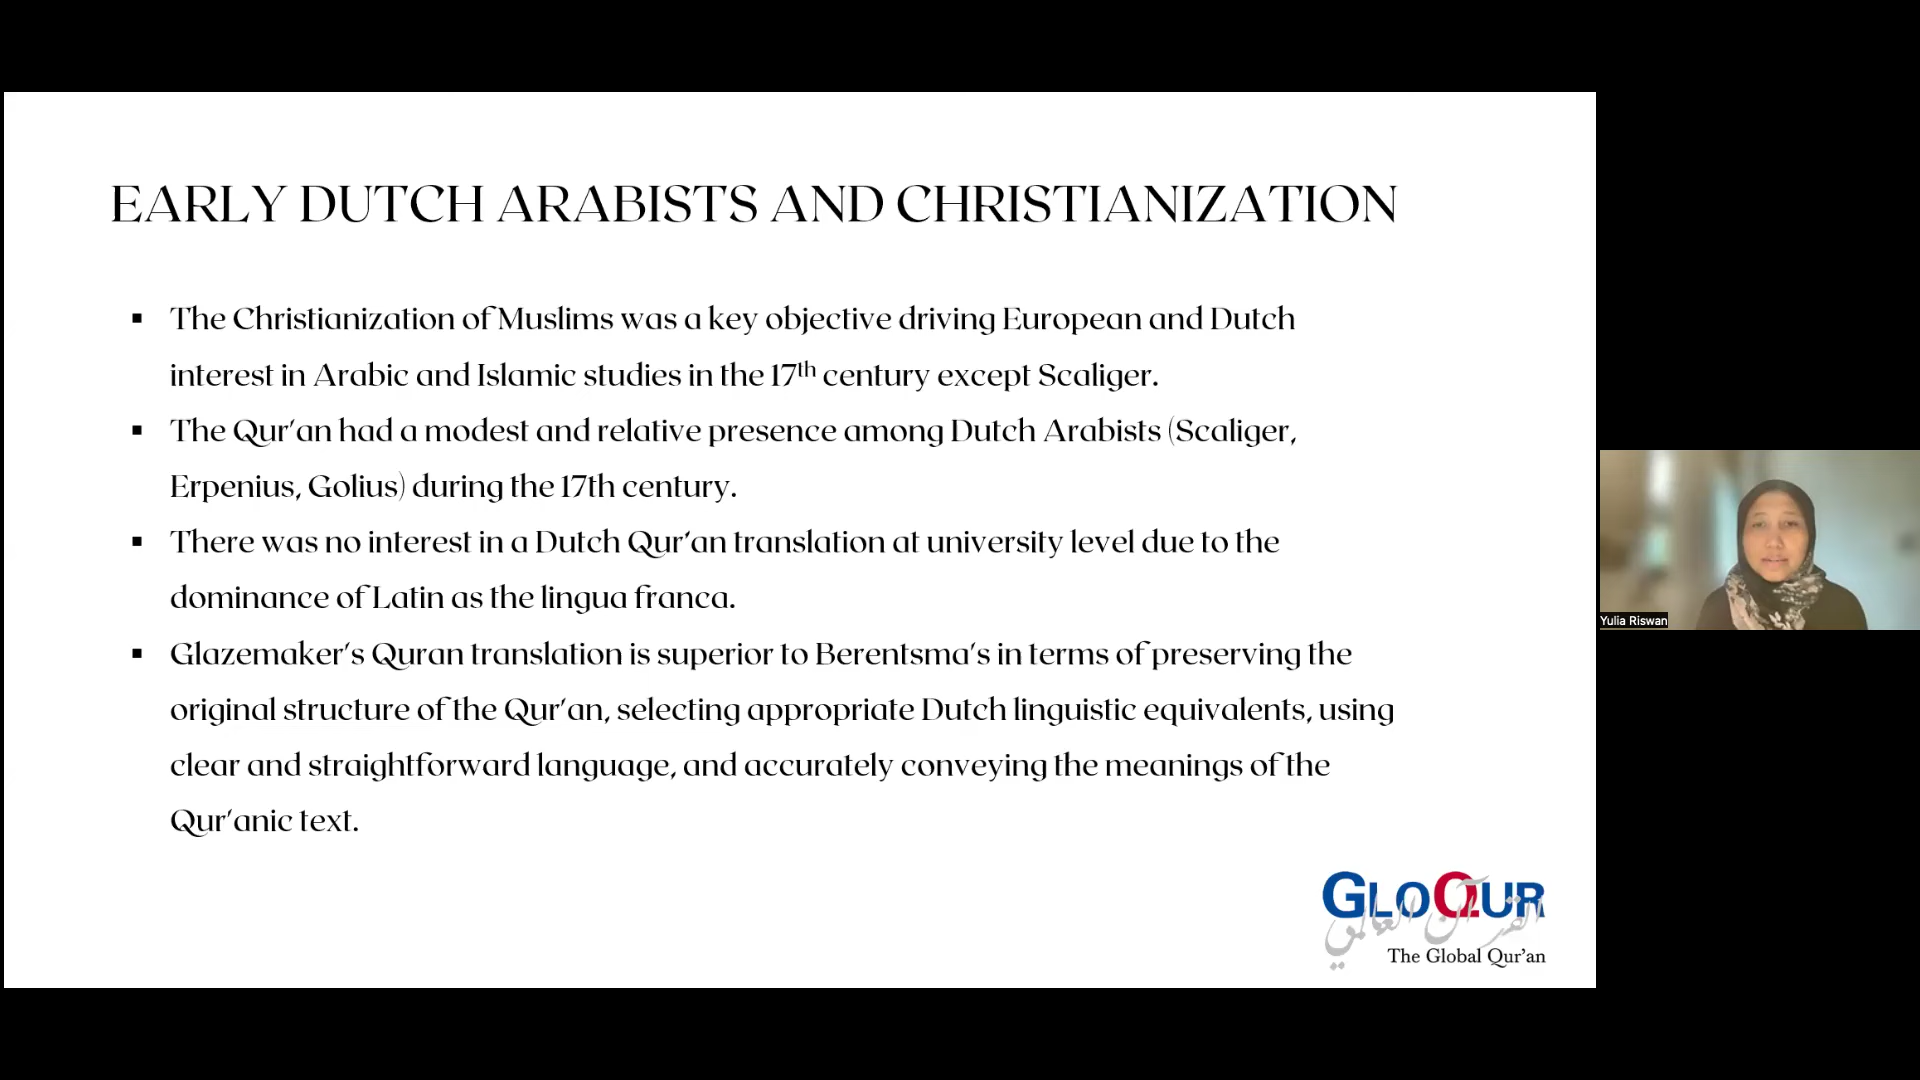 EARLY DUTCH ARABISTS AND CHRISTIANIZATION
▪ The Christianization of Muslims was a key objective driving European and Dutch
interest in Arabic and Islamic studies in the 17th century except Scaliger.
▪ The Qur'an had a modest and relative presence among Dutch Arabists (Scaliger,
Erpenius, Golius) during the 17th century.
▪ There was no interest in a Dutch Qur'an translation at university level due to the
dominance of Latin as the lingua franca.
▪ Glazemaker's Quran translation is superior to Berentsma's in terms of preserving the
original structure of the Qur'an, selecting appropriate Dutch linguistic equivalents, using
clear and straightforward language, and accurately conveying the meanings of the
Qur'anic text.
Yulia Riswan
GLOQUR
القرآن العالمي
The Global Qur'an